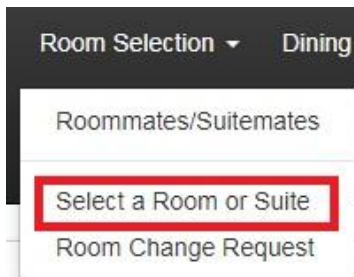 Room Selection Dining
Roommates/Suitemates
Select a Room or Suite
Room Change Request